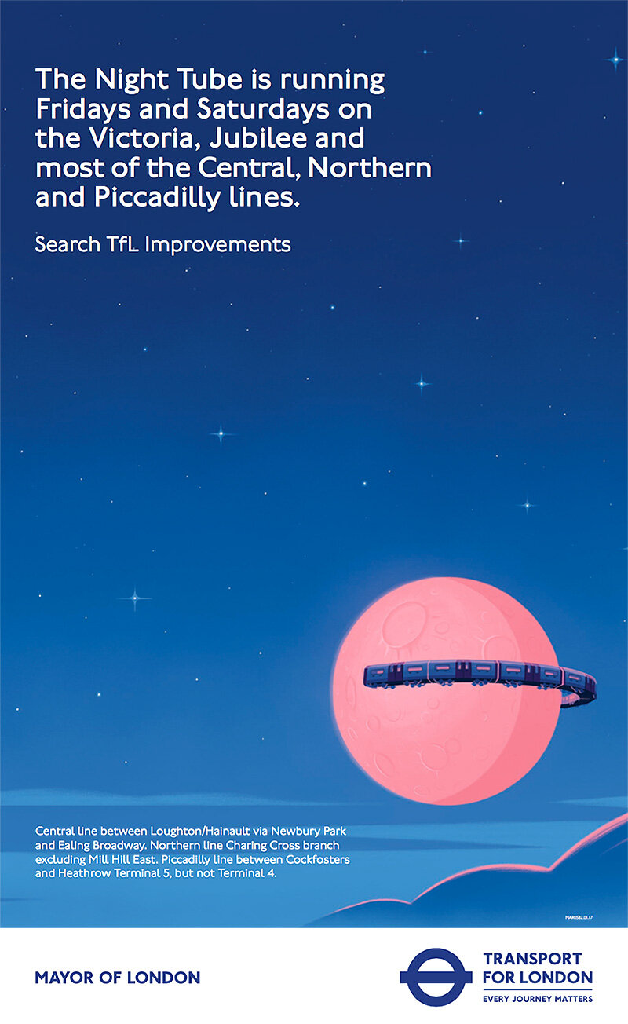 The Night Tube is running
Fridays and Saturdays on
the Victoria, Jubilee and
most of the Central, Northern
and Piccadilly lines.
Search TfL Improvements
Central line between Loughton/Hainault via Newbury Park
and Ealing Broadway. Northern line Charing Cross branch
excluding Mill Hill East. Piccadilly line between Cockfosters
and Heathrow Terminal 5, but not Terminal 4.
MAYOR OF LONDON
TRANSPORT
FOR LONDON
EVERY JOURNEY MATTERS